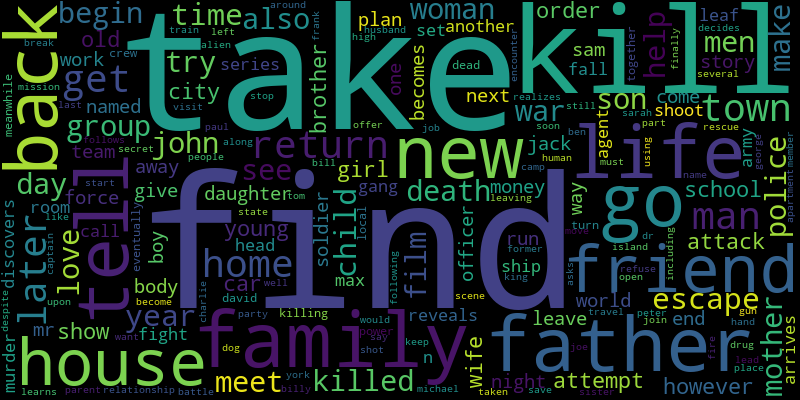 take
kill
find
back
begin
time
also
woman
order
leaf
make
plan
another
set
help
men
old
get
try
city
series
brother
one
becomes
sam
fall
story
work
named
next
war
son
come
shoot
town
group
john
return
new
jack
agent
life
team
see
girl
day
away
give
daughter
death
money
way
school
man
police
tell
force
room
child
young
gang
go
army
attack
discovers
later
love
call
boy
head
soldier
officer
run
ship
friend
home
film
max
world
escape
body
car
year
reveals
leave
end
mother
mr
show
fight
family
father
house
meet
killed
wife
night
attempt
however
arrives
murder
meanwhile
break
mission
crew
train
alien
left
around
husband
high
dead
encounter
together
finally
decides
several
realizes
last
visit
stop
offer
job
still
sarah
part
rescue
follows
secret
paul
people
along
bill
soon
ben
human
must
using
name
george
apartment
member
start
state
tom
local
camp
leaving
turn
dr
island
including
former
king
move
refuse
open
asks
like
captain
eventually
following
despite
upon
become
charlie
david
well
party
killing
scene
would
power
say
shot
keep
travel
peter
join
gun
hand
drug
fire
lead
place
joe
n
dog
want
learns
parent
relationship
battle
billy
york
michael
taken
save
sister
frank